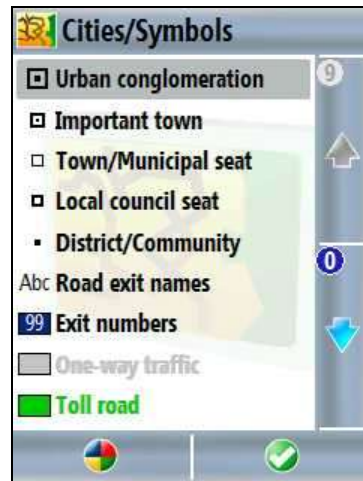 Cities/Symbols
Urban conglomeration
9
Important town
Town/Municipal seat
Local council seat
District/Community
0
Abc Road exit names
99 Exit numbers
One-way traffic
Toll road